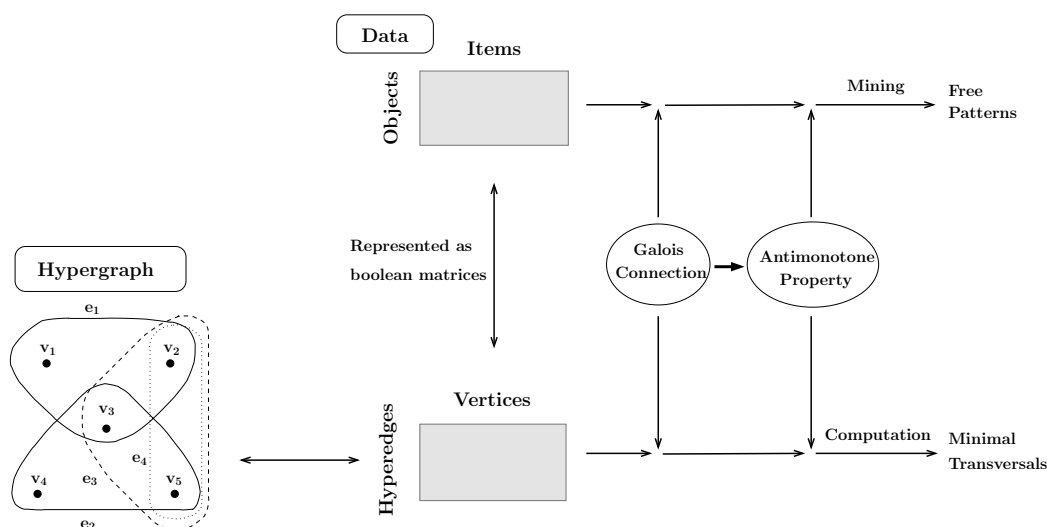 Data
Items
Objects
Mining
Free
Patterns
Represented as
boolean matrices
Galois
Connection
Antimonotone
Property
Hypergraph
e1
v1
v2
v3
e4
e3
v4
v5
e2
Vertices
Hyperedges
Computation
Minimal
Transversals